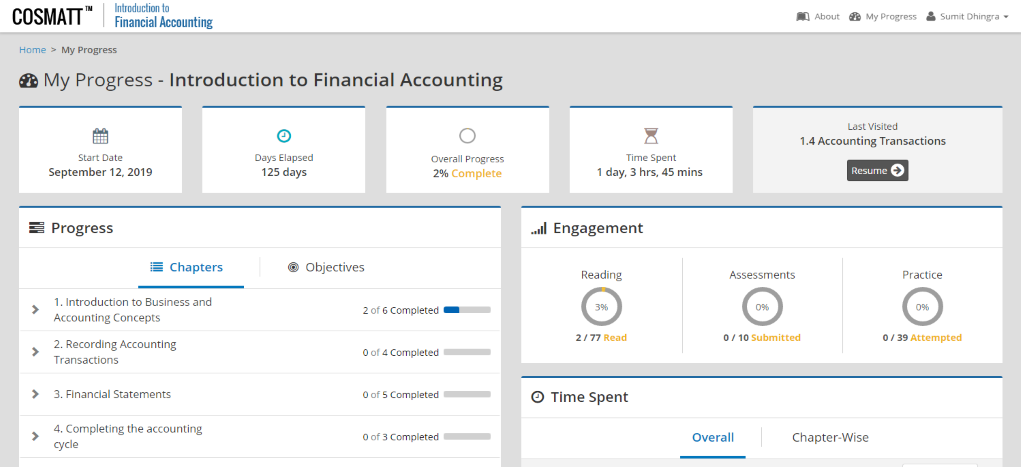 COSMATT™
Introduction to
Financial Accounting
About
My Progress
Sumit Dhingra
Home > My Progress
My Progress - Introduction to Financial Accounting
Start Date
September 12, 2019
Days Elapsed
125 days
Overall Progress
2% Complete
Time Spent
1 day, 3 hrs, 45 mins
Last Visited
1.4 Accounting Transactions
Resume
Progress
Chapters
Objectives
1. Introduction to Business and
Accounting Concepts
2 of 6 Completed
2. Recording Accounting
Transactions
0 of 4 Completed
3. Financial Statements
0 of 5 Completed
4. Completing the accounting
cycle
0 of 3 Completed
Engagement
Reading
3%
2 / 77 Read
Assessments
0%
0 / 10 Submitted
Practice
0%
0 / 39 Attempted
Time Spent
Overall
Chapter-Wise